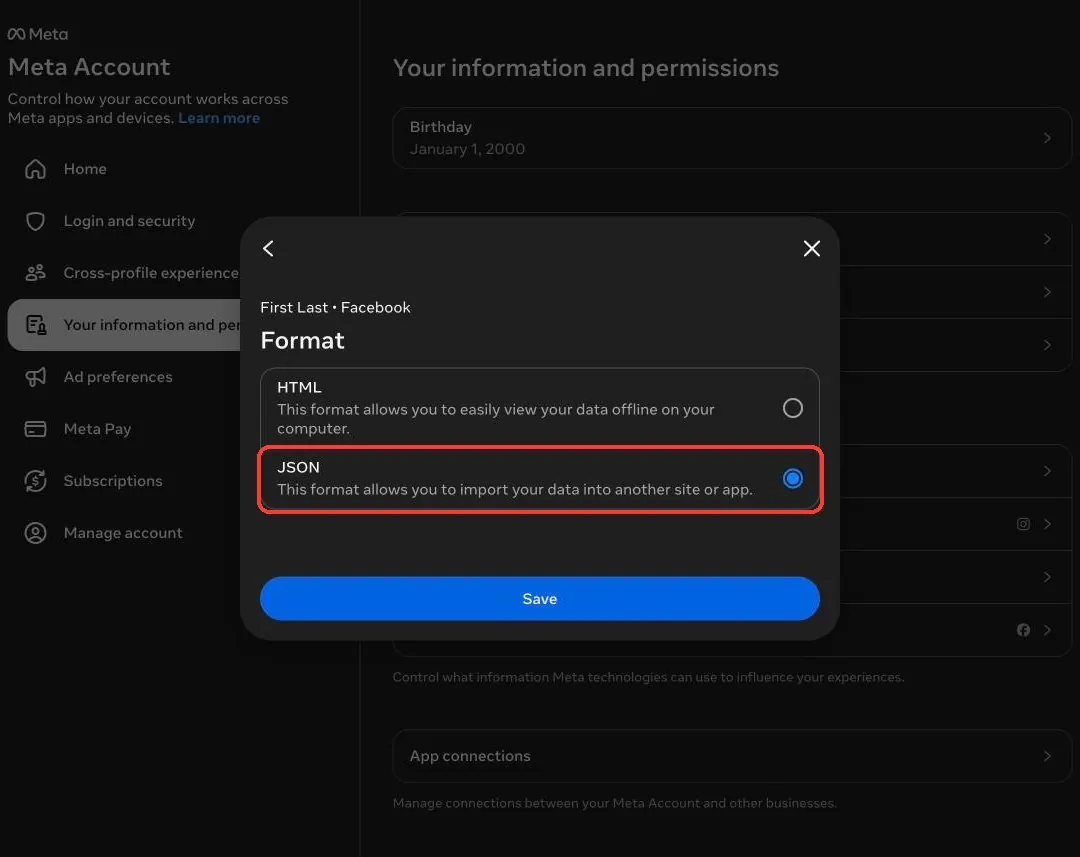 Meta
Meta Account
Control how your account works across
Meta apps and devices. Learn more
Home
Login and security
Cross-profile experience
Your information and per
Ad preferences
Meta Pay
Subscriptions
Manage account
Your information and permissions
Birthday
January 1, 2000
First Last • Facebook
Format
HTML
This format allows you to easily view your data offline on your
computer.
JSON
This format allows you to import your data into another site or app.
Save
Control what information Meta technologies can use to influence your experiences.
App connections
Manage connections between your Meta Account and other businesses.